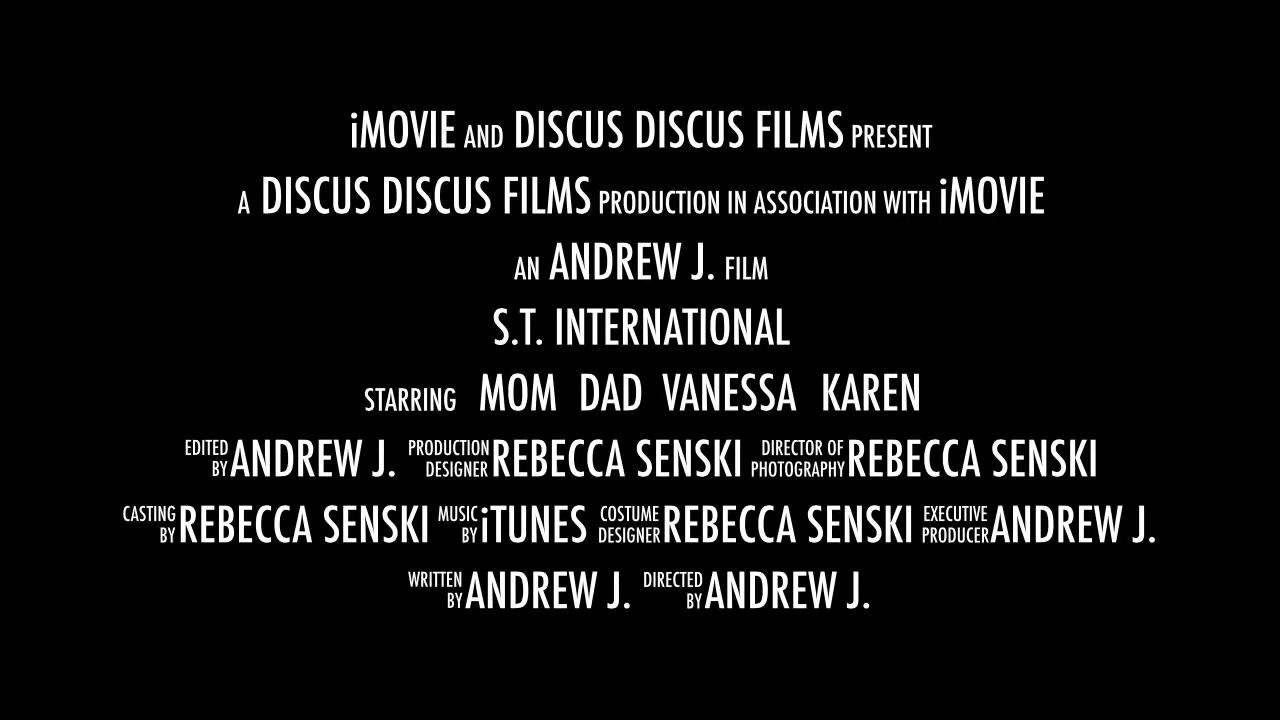 iMOVIE AND DISCUS DISCUS FILMS PRESENT
A DISCUS DISCUS FILMS PRODUCTION IN ASSOCIATION WITH iMOVIE
AN ANDREW J. FILM
S.T. INTERNATIONAL
STARRING MOM DAD VANESSA KAREN
EDITED BY ANDREW J. PRODUCTION DESIGNER REBECCA SENSKI DIRECTOR OF PHOTOGRAPHY REBECCA SENSKI
CASTING BY REBECCA SENSKI MUSIC BY iTUNES COSTUME DESIGNER REBECCA SENSKI EXECUTIVE PRODUCER ANDREW J.
WRITTEN BY ANDREW J. DIRECTED BY ANDREW J.